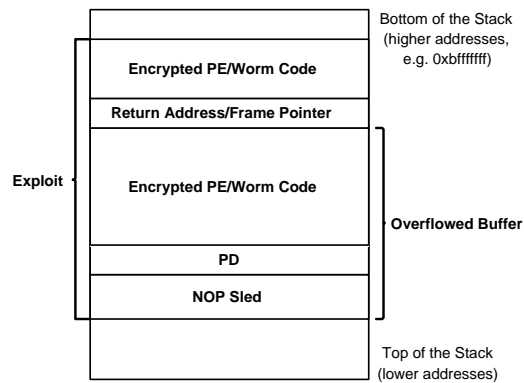 Bottom of the Stack
(higher addresses,
e.g. 0xbfffffff)
Encrypted PE/Worm Code
Return Address/Frame Pointer
Exploit
Encrypted PE/Worm Code
Overflowed Buffer
PD
NOP Sled
Top of the Stack
(lower addresses)